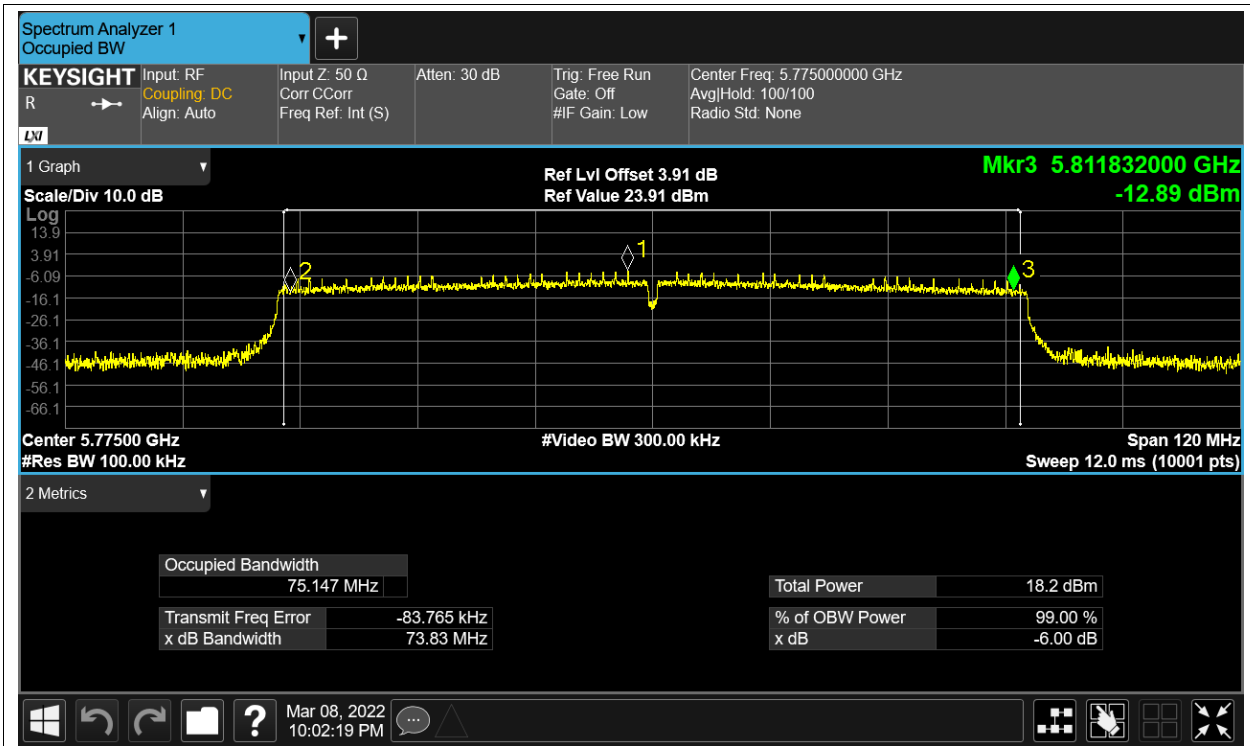 Spectrum Analyzer 1
Occupied BW
KEYSIGHT
R
LXI
Input: RF
Coupling: DC
Align: Auto
Input Z: 50 Ω
Corr CCorr
Freq Ref: Int (S)
Atten: 30 dB
Trig: Free Run
Gate: Off
#IF Gain: Low
Center Freq: 5.775000000 GHz
Avg|Hold: 100/100
Radio Std: None
1 Graph
Scale/Div 10.0 dB
Ref Lvl Offset 3.91 dB
Ref Value 23.91 dBm
Mkr3 5.811832000 GHz
-12.89 dBm
Log
13.9
3.91
-6.09
-16.1
-26.1
-36.1
-46.1
-56.1
-66.1
2
1
3
Center 5.77500 GHz
#Video BW 300.00 kHz
Span 120 MHz
#Res BW 100.00 kHz
Sweep 12.0 ms (10001 pts)
2 Metrics
Occupied Bandwidth
75.147 MHz
Transmit Freq Error -83.765 kHz
x dB Bandwidth 73.83 MHz
Total Power 18.2 dBm
% of OBW Power 99.00 %
x dB -6.00 dB
?
Mar 08, 2022
10:02:19 PM